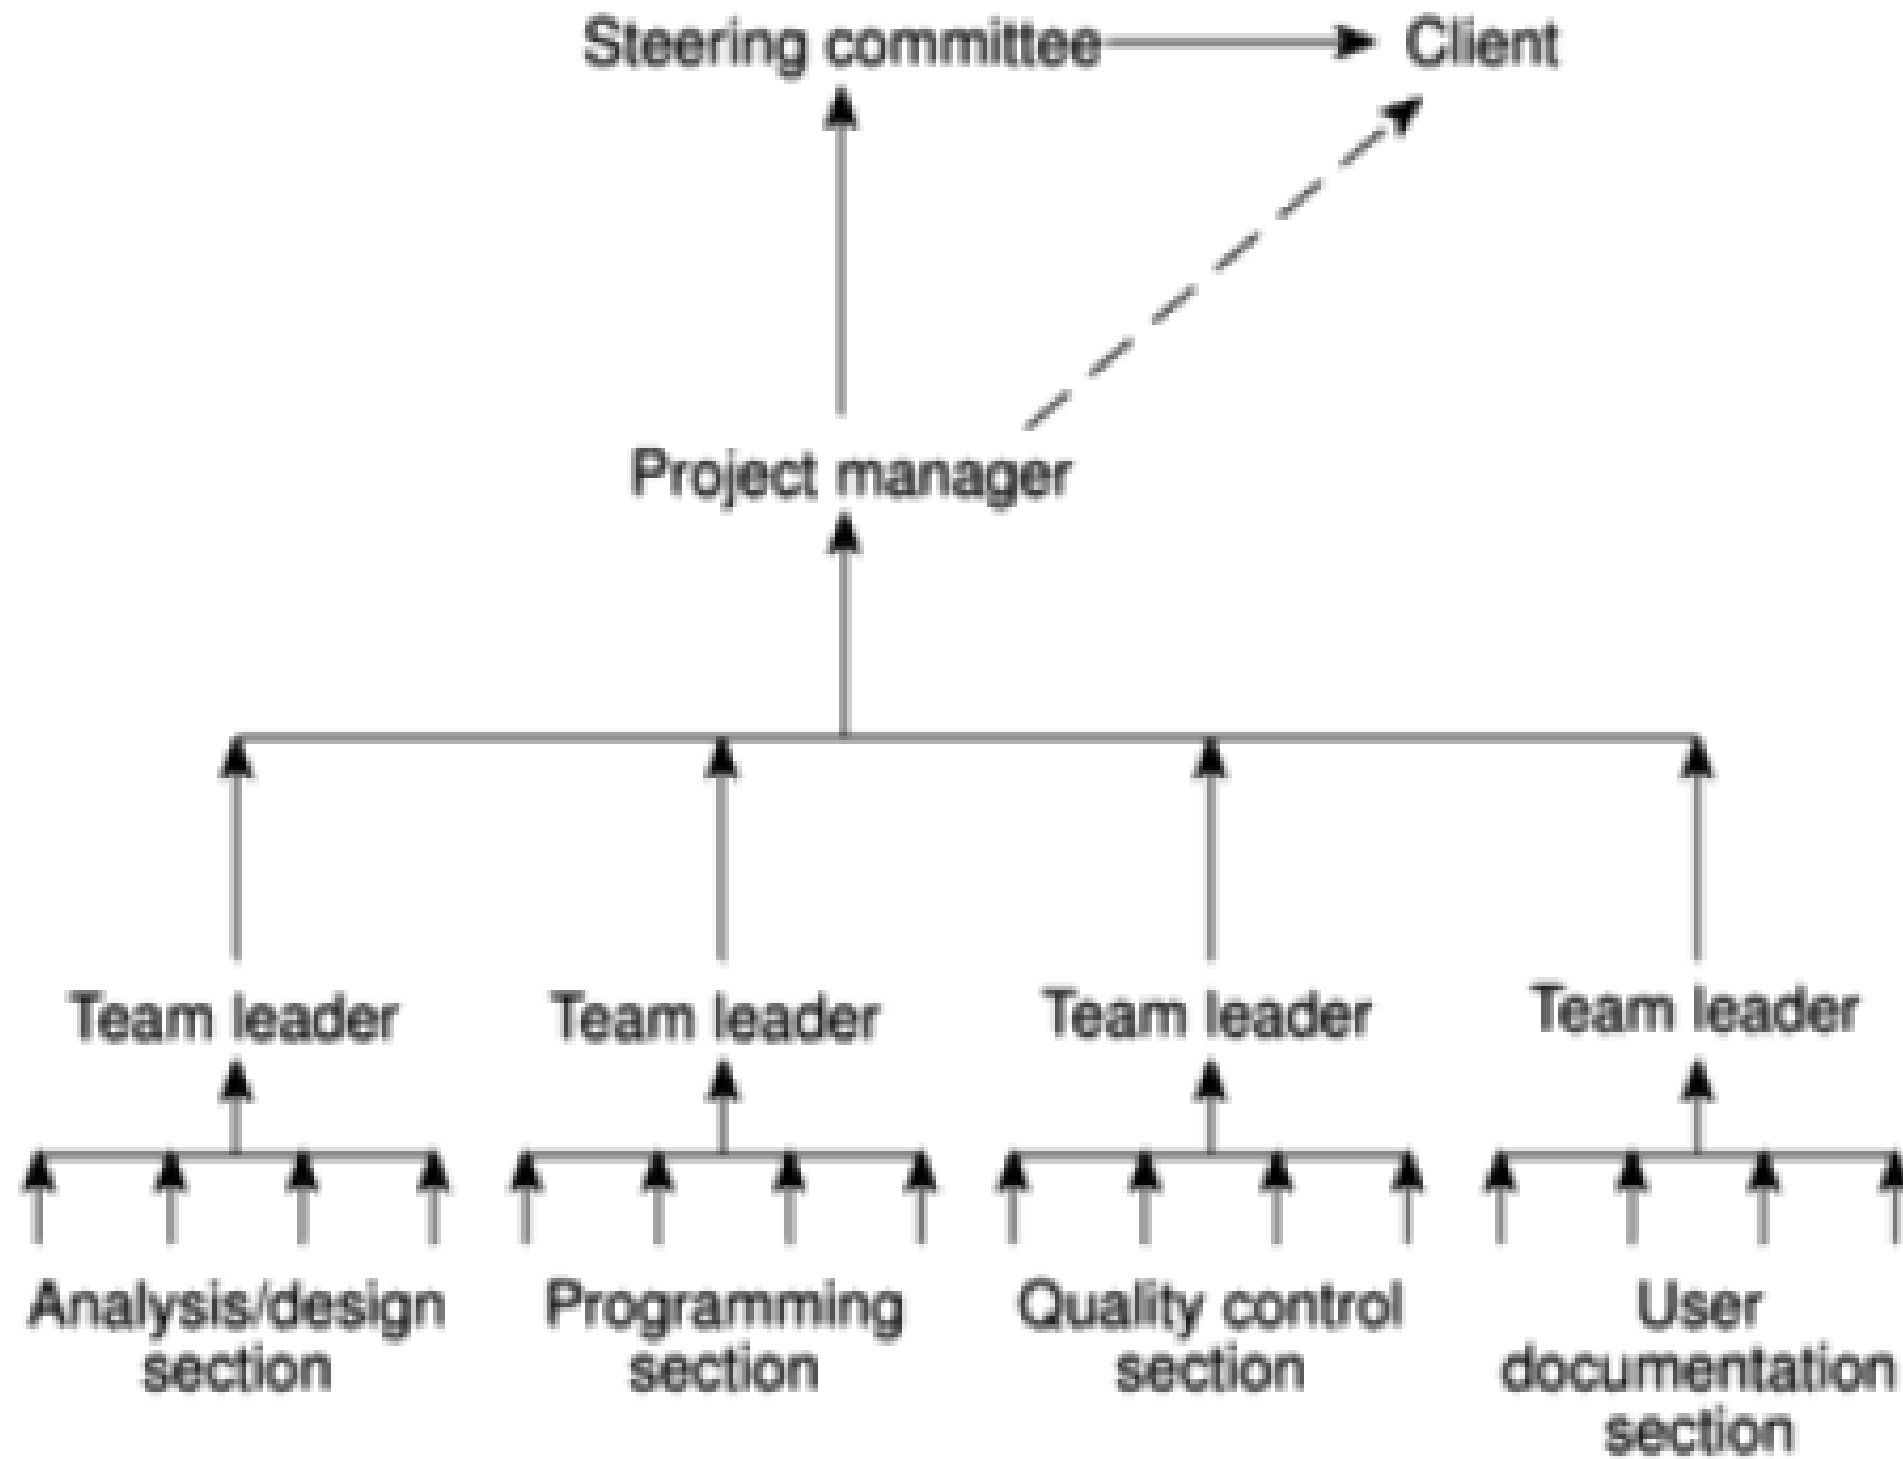 Steering committee
Client
Project manager
Team leader
Team leader
Team leader
Team leader
Analysis/design
section
Programming
section
Quality control
section
User
documentation
section